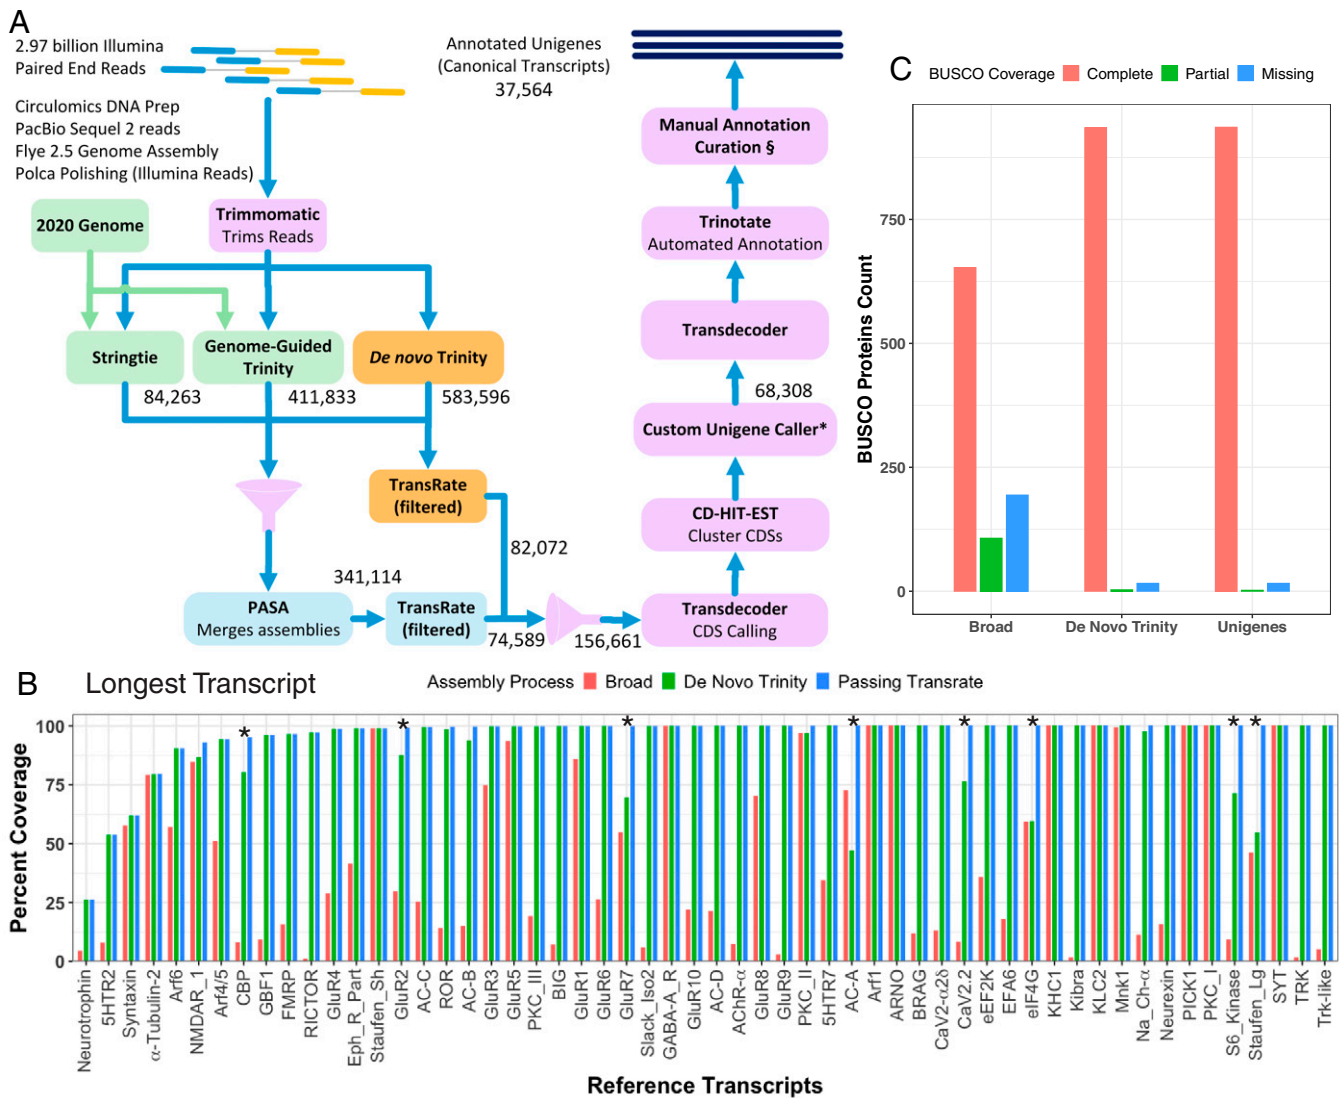 A
2.97 billion Illumina
Paired End Reads
Circulomics DNA Prep
PacBio Sequel 2 reads
Flye 2.5 Genome Assembly
Polca Polishing (Illumina Reads)
2020 Genome
Trimmomatic
Trims Reads
Stringtie
Genome-Guided
Trinity
De novo Trinity
84,263
411,833
583,596
TransRate
(filtered)
82,072
341,114
PASA
Merges assemblies
TransRate
(filtered)
74,589
156,661
Transdecoder
CDS Calling
CD-HIT-EST
Cluster CDSs
Custom Unigene Caller*
68,308
Transdecoder
Trinotate
Automated Annotation
Manual Annotation
Curation §
Annotated Unigenes
(Canonical Transcripts)
37,564
C
BUSCO Coverage Complete Partial Missing
BUSCO Proteins Count
750
500
250
0
Broad De Novo Trinity Unigenes
B
Longest Transcript
Assembly Process Broad De Novo Trinity Passing Transrate
Percent Coverage
100
75
50
25
0
* * * * * * * *
Neurotrophin
5HTR2
Syntaxin
α-Tubulin-2
Arf6
NMDAR_1
Arf4/5
CBP
GBF1
FMRP
RICTOR
GluR4
Eph_R_Part
Staufen_Sh
GluR2
AC-C
ROR
AC-B
GluR3
GluR5
PKC_III
BIG
GluR1
GluR6
GluR7
Slack_Iso2
GABA-A_R
GluR10
AC-D
AChR-α
GluR8
GluR9
PKC_II
5HTR7
AC-A
Arf1
ARNO
BRAG
CaV2-α2δ
CaV2.2
eEF2K
EFA6
eIF4G
KHC1
Kibra
KLC2
Mnk1
Na_Ch-α
Neurexin
PICK1
PKC_I
S6_Kinase
Staufen_Lg
SYT
TRK
Trk-like
Reference Transcripts